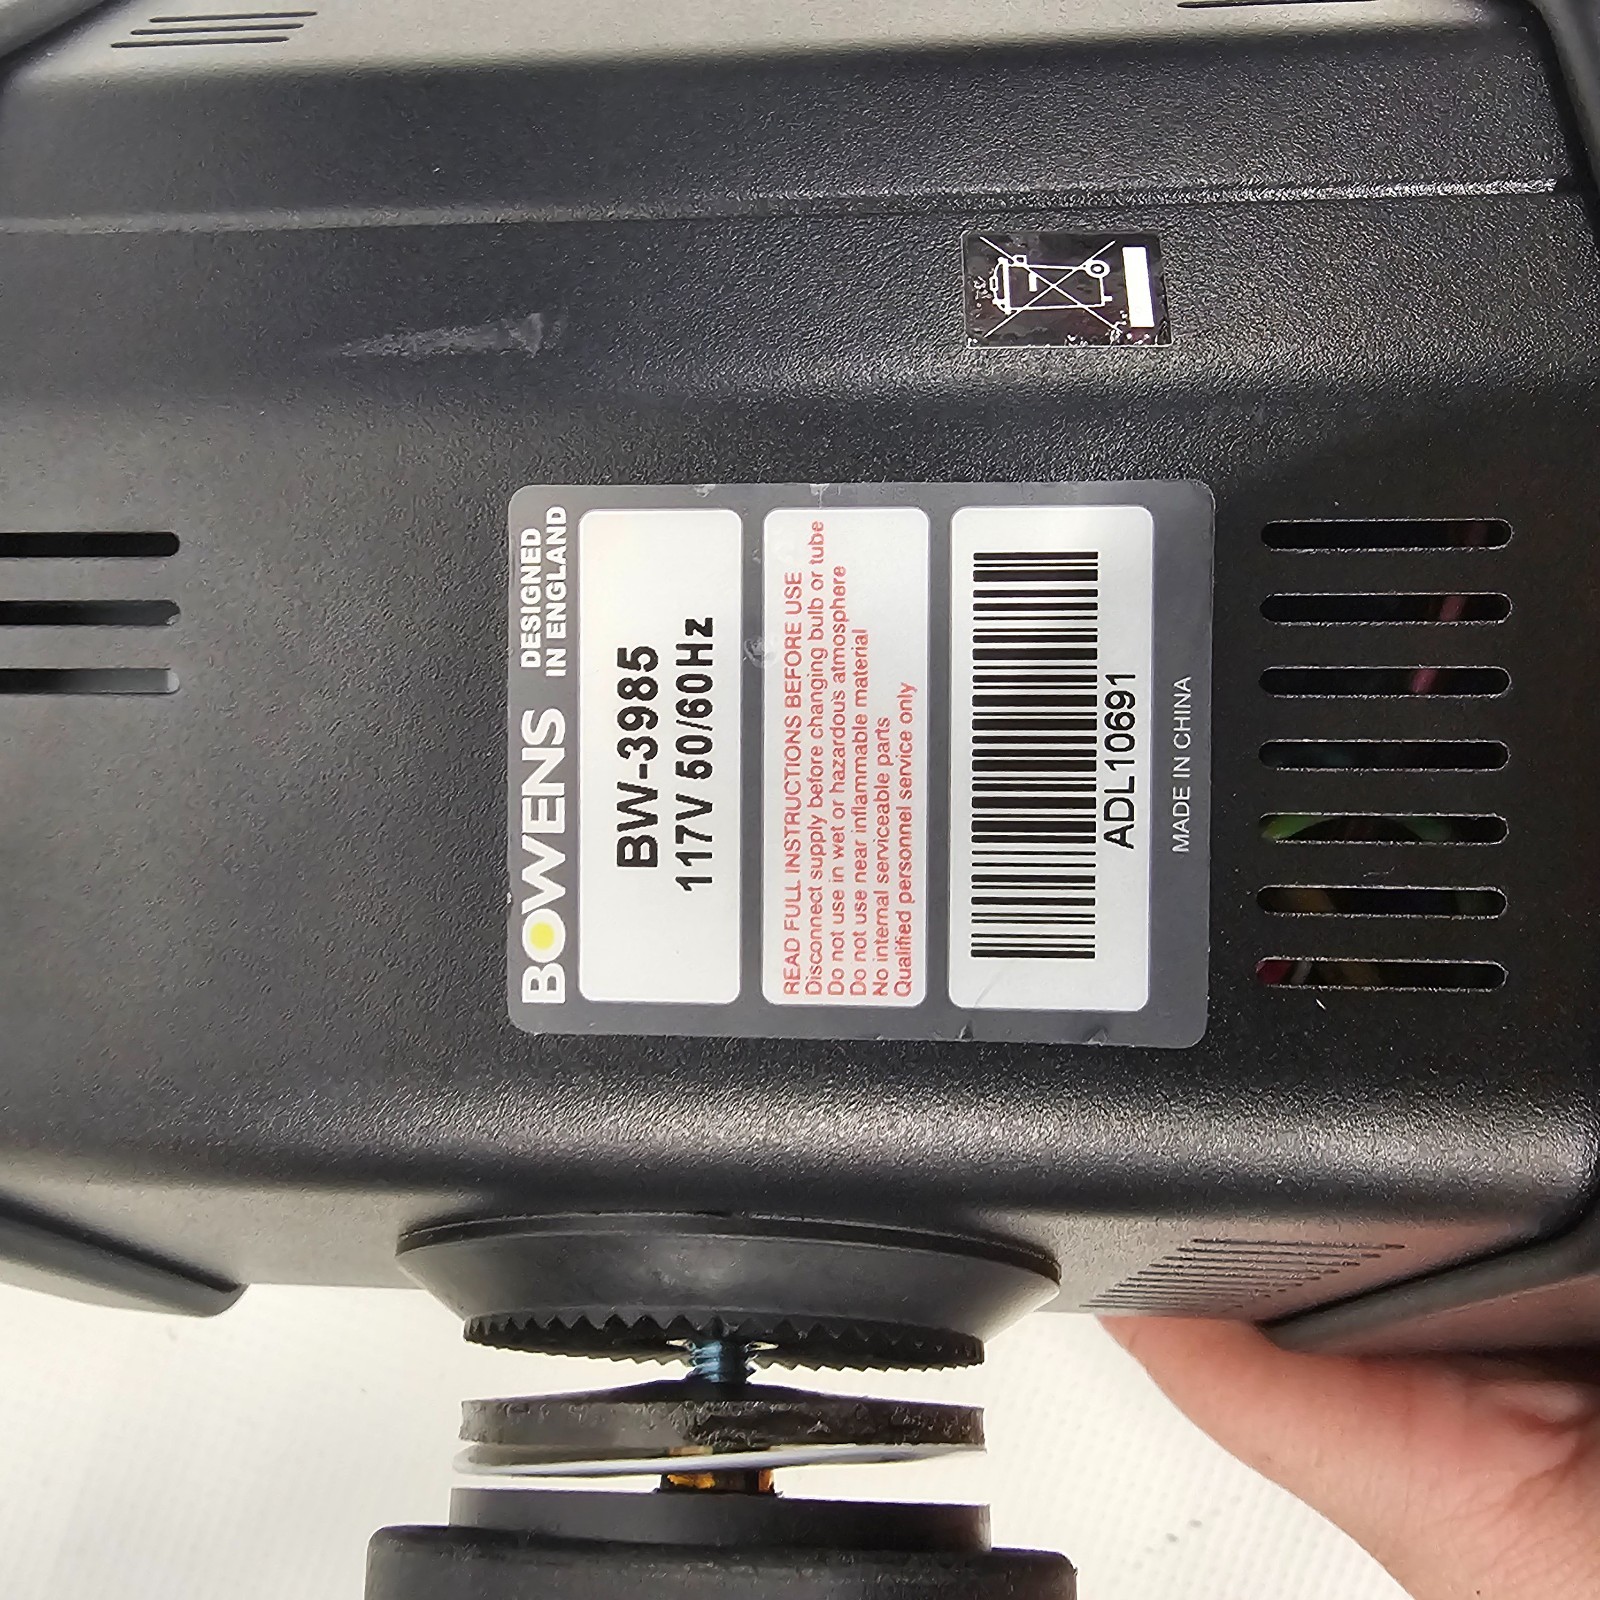 BOWENS
DESIGNED
IN ENGLAND
BW-3985
117V 50/60Hz
READ FULL INSTRUCTIONS BEFORE USE
Disconnect supply before changing bulb or tube
Do not use in wet or hazardous atmosphere
Do not use near inflammable material
No internal serviceable parts
Qualified personnel service only
ADL10691
MADE IN CHINA